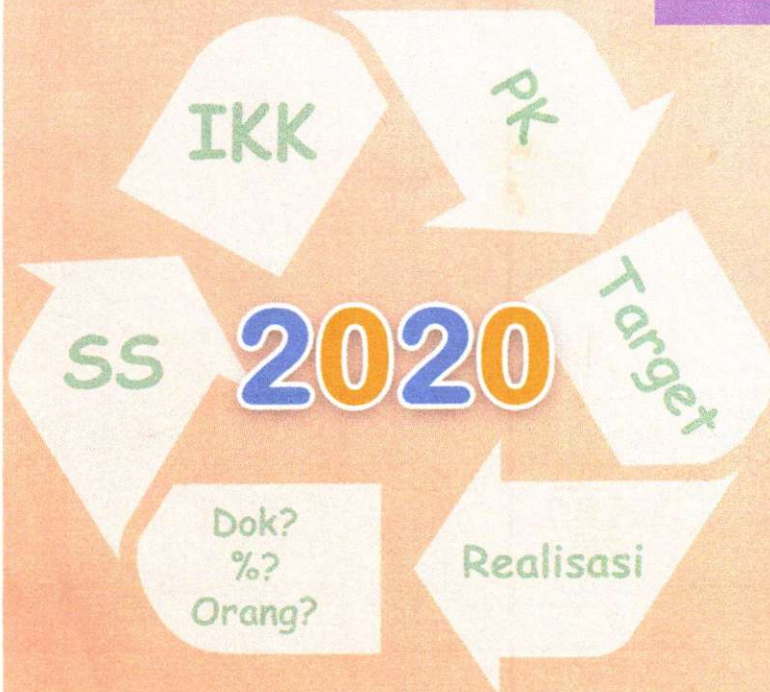 IKK
PK
Target
2020
SS
Dok?
%?
Orang?
Realisasi